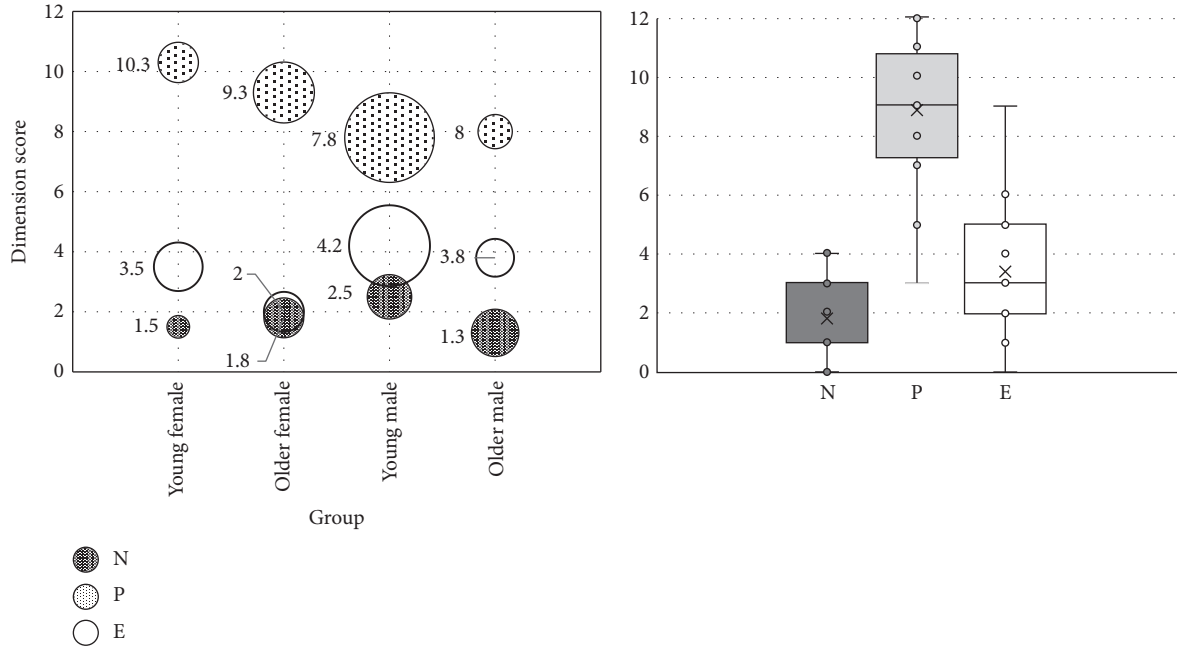 12
10
8
6
4
2
0
Dimension score
10.3
9.3
7.8
8
3.5
2
4.2
3.8
1.5
1.8
2.5
1.3
Young female
Older female
Young male
Older male
Group
N
P
E
12
10
8
6
4
2
0
N
P
E